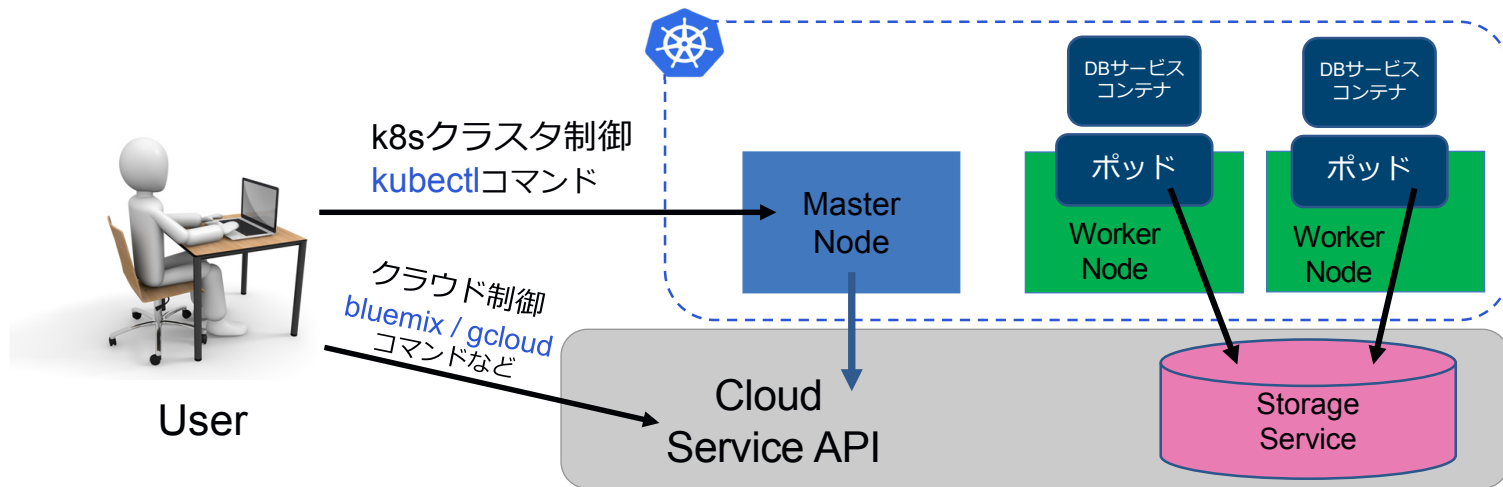 k8sクラスタ制御
kubectlコマンド
クラウド制御
bluemix / gcloud
コマンドなど
User
Master
Node
DBサービス
コンテナ
ポッド
Worker
Node
DBサービス
コンテナ
ポッド
Worker
Node
Cloud
Service API
Storage
Service